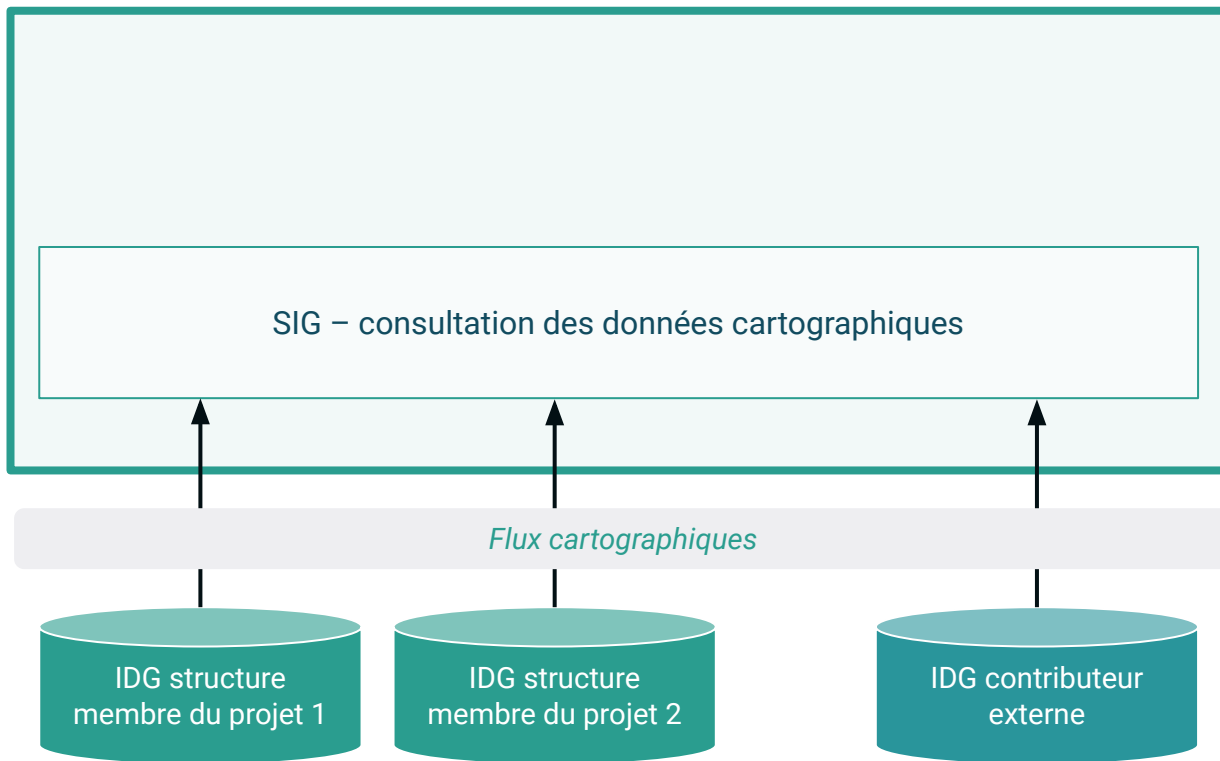 SIG – consultation des données cartographiques
Flux cartographiques
IDG structure
membre du projet 1
IDG structure
membre du projet 2
IDG contributeur
externe